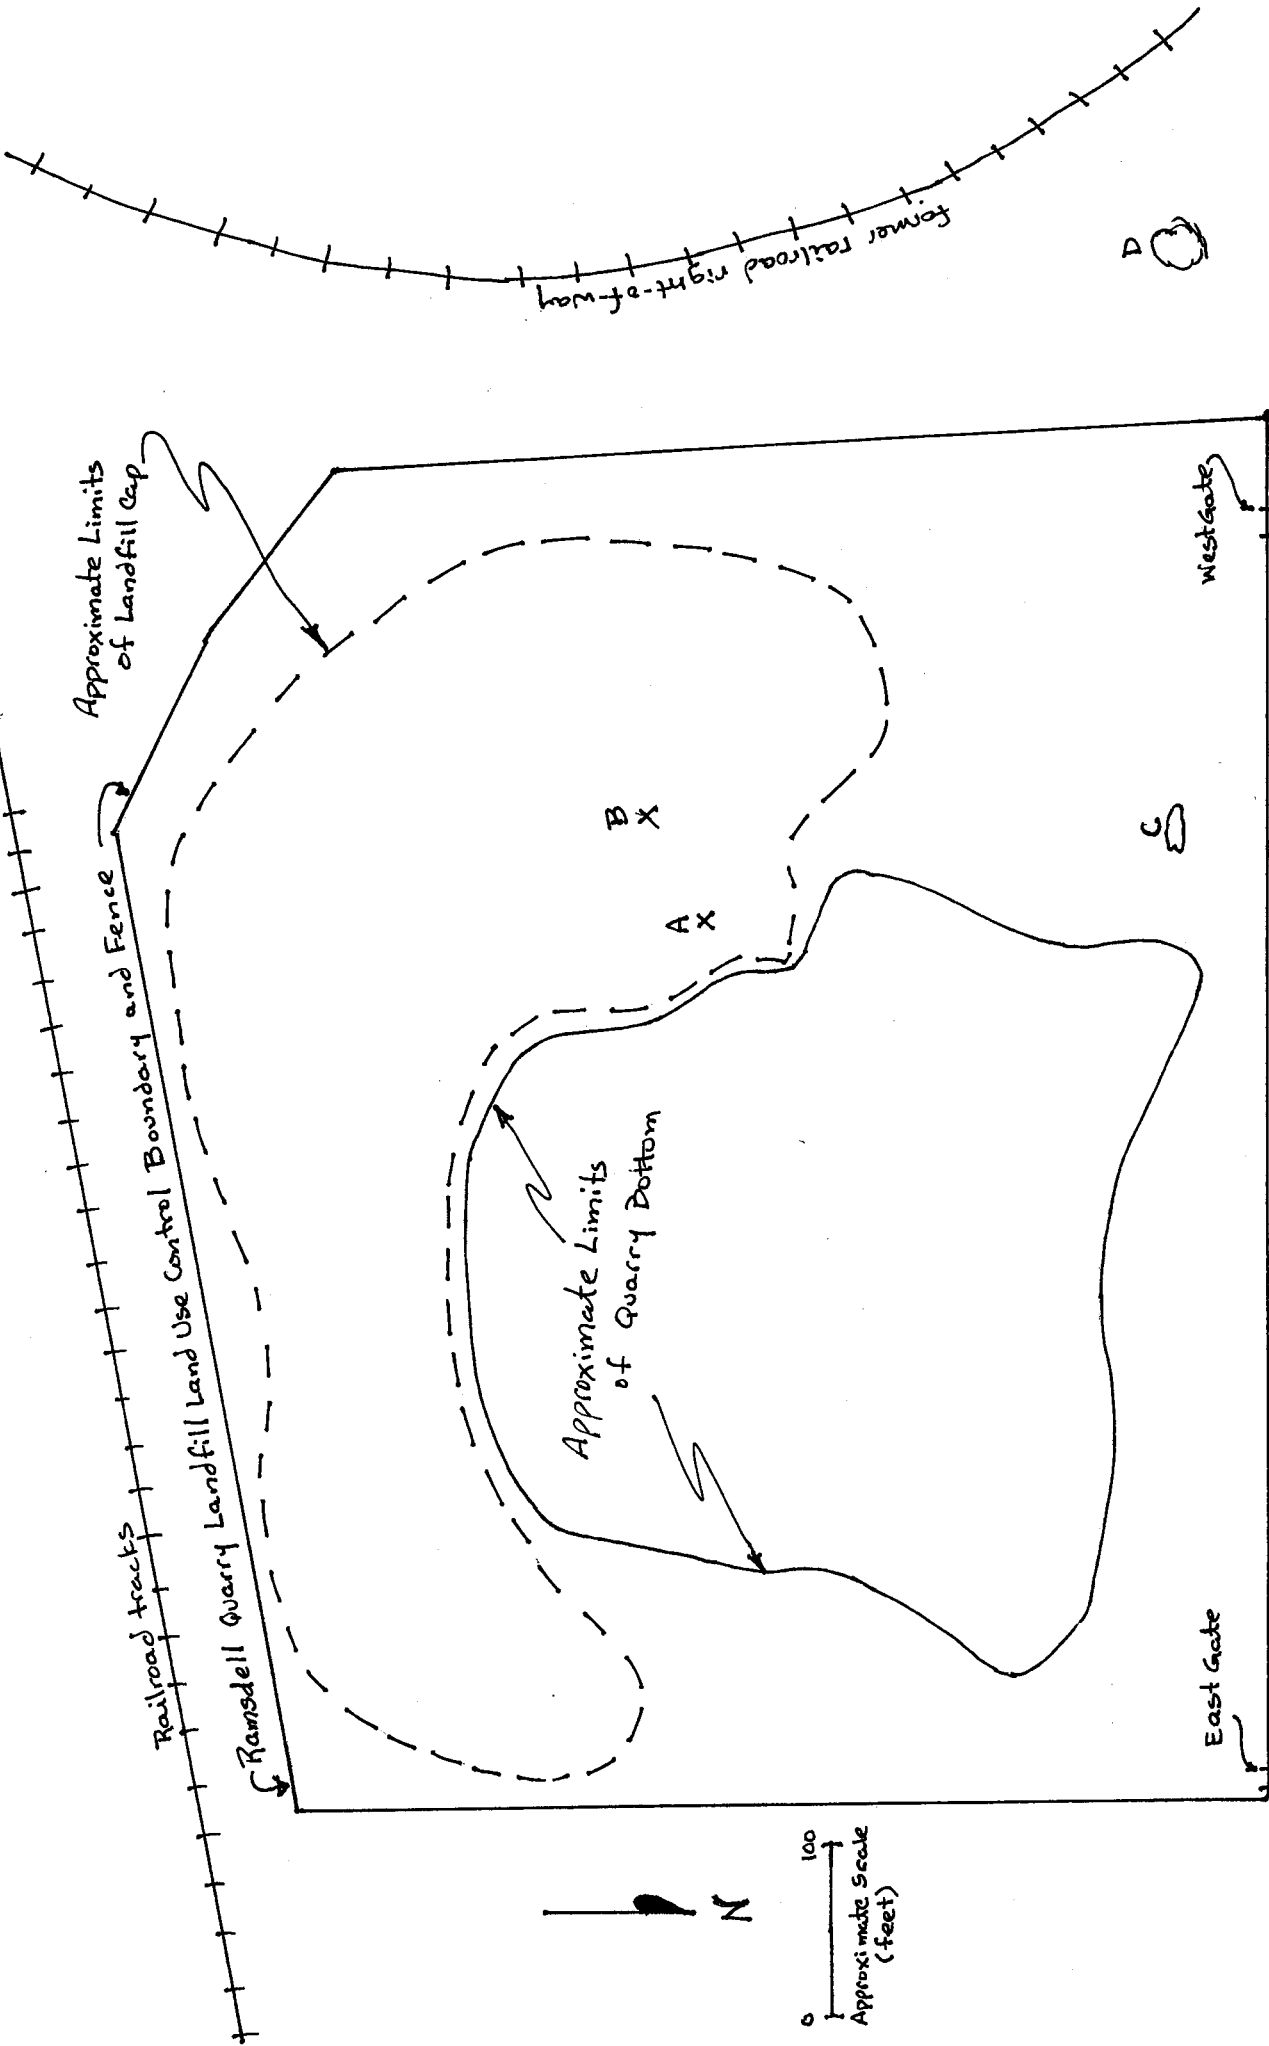 Railroad tracks
Ramsdell Quarry Landfill Land Use Control Boundary and Fence
Approximate Limits
of Landfill Cap
former railroad right-of-way
A
X
B
X
C
D
Approximate Limits
of Quarry Bottom
East Gate
West Gate
N
0 100
Approximate Scale
(feet)